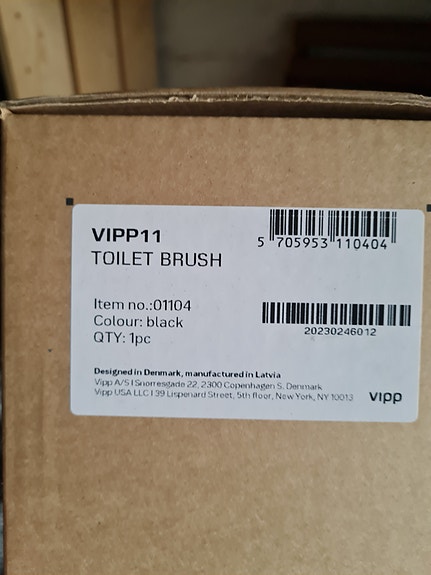 VIPP11
TOILET BRUSH
5 705953 110404
Item no.:01104
Colour: black
QTY: 1pc
20230246012
Designed in Denmark, manufactured in Latvia
Vipp A/S I Snorresgade 22, 2300 Copenhagen S. Denmark
Vipp USA LLC I 39 Lispenard Street, 5th floor, New York, NY 10013
vipp